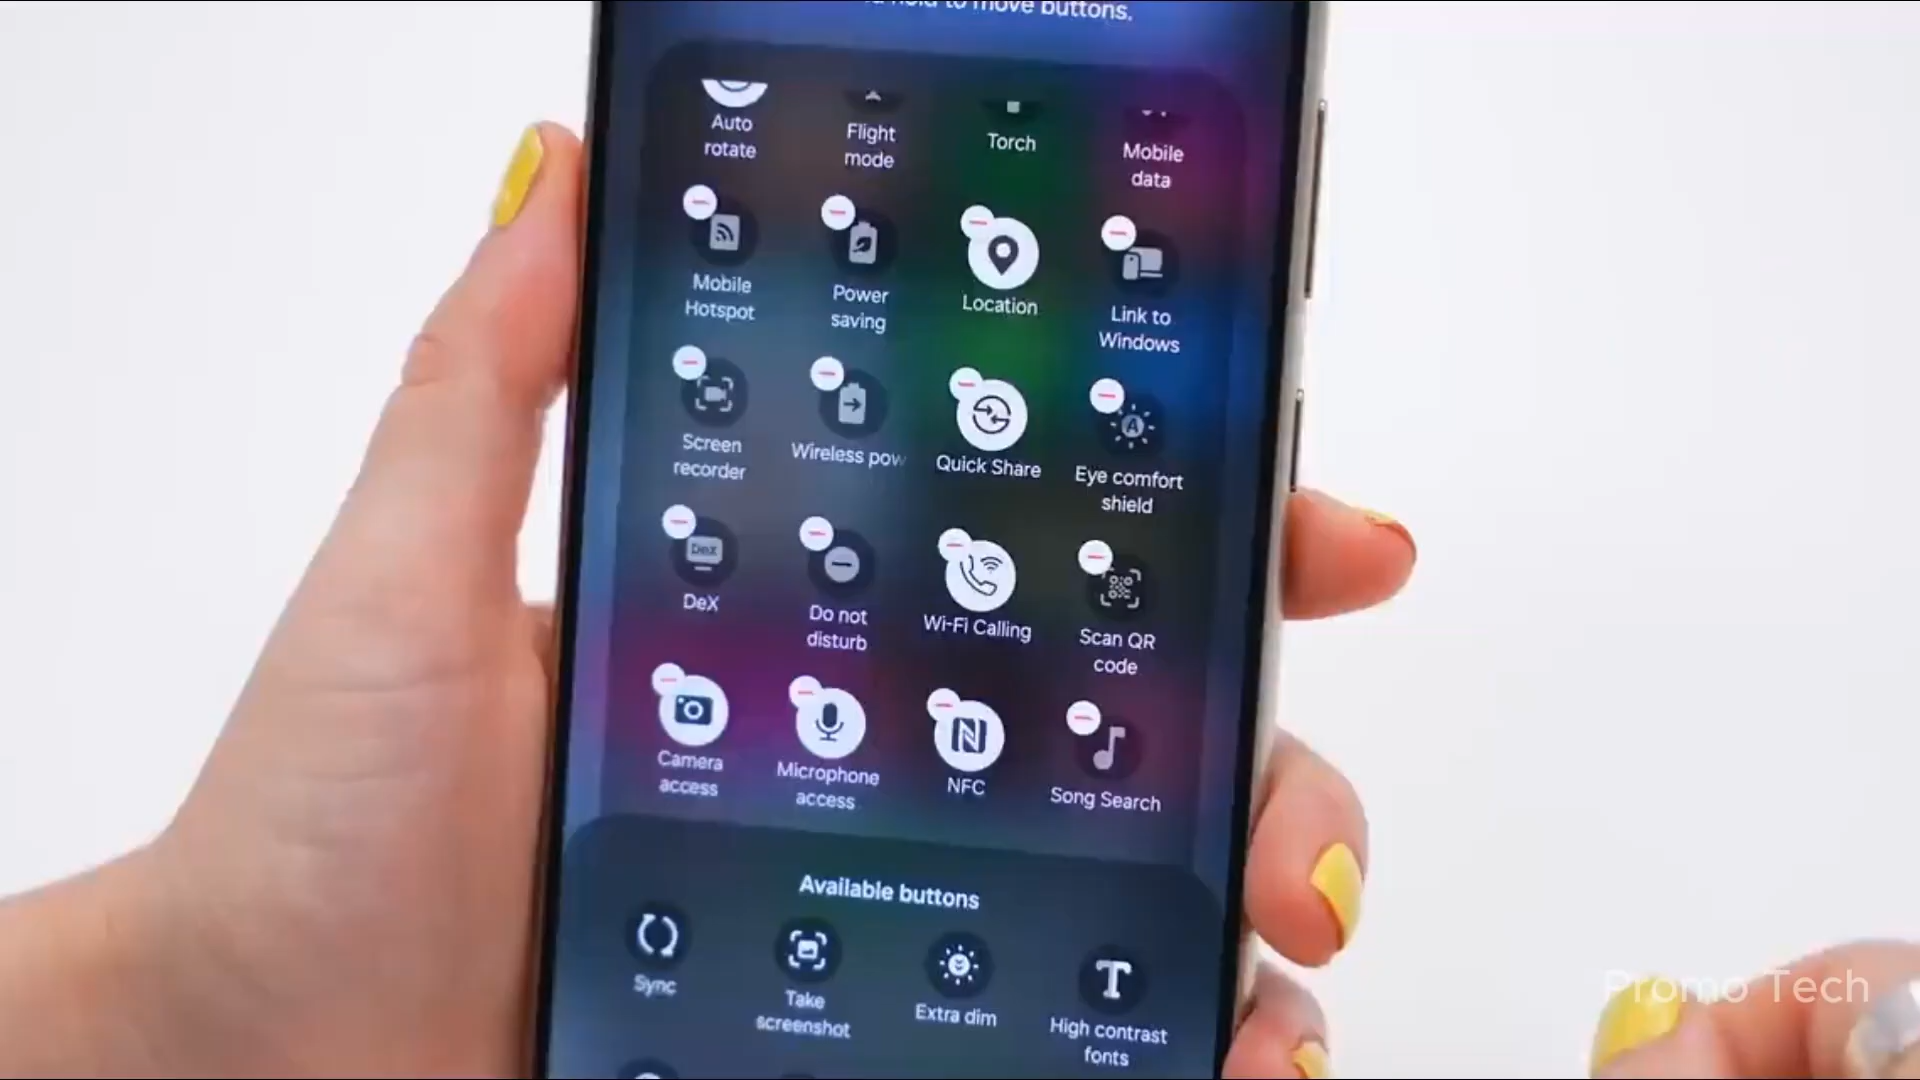 hold to move buttons.
Auto
rotate
Flight
mode
Torch
Mobile
data
Mobile
Hotspot
Power
saving
Location
Link to
Windows
Screen
recorder
Wireless pow
Quick Share
A
Eye comfort
shield
DeX
DeX
Do not
disturb
Wi-Fi Calling
Scan QR
code
Camera
access
Microphone
access
N
NFC
Song Search
Available buttons
Sync
Take
screenshot
Extra dim
T
High contrast
fonts
Promo Tech